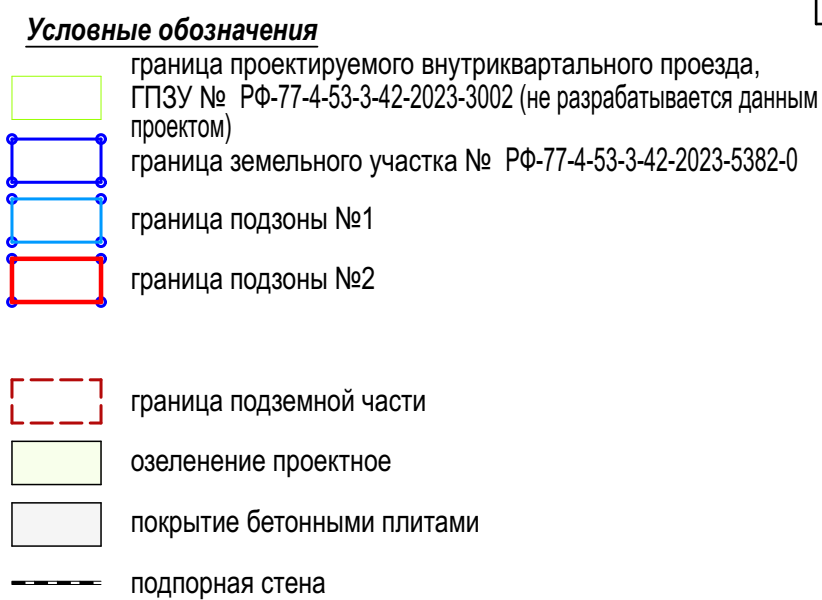 Условные обозначения
граница проектируемого внутриквартального проезда,
ГПЗУ № РФ-77-4-53-3-42-2023-3002 (не разрабатывается данным
проектом)
граница земельного участка № РФ-77-4-53-3-42-2023-5382-0
граница подзоны №1
граница подзоны №2
граница подземной части
озеленение проектное
покрытие бетонными плитами
подпорная стена